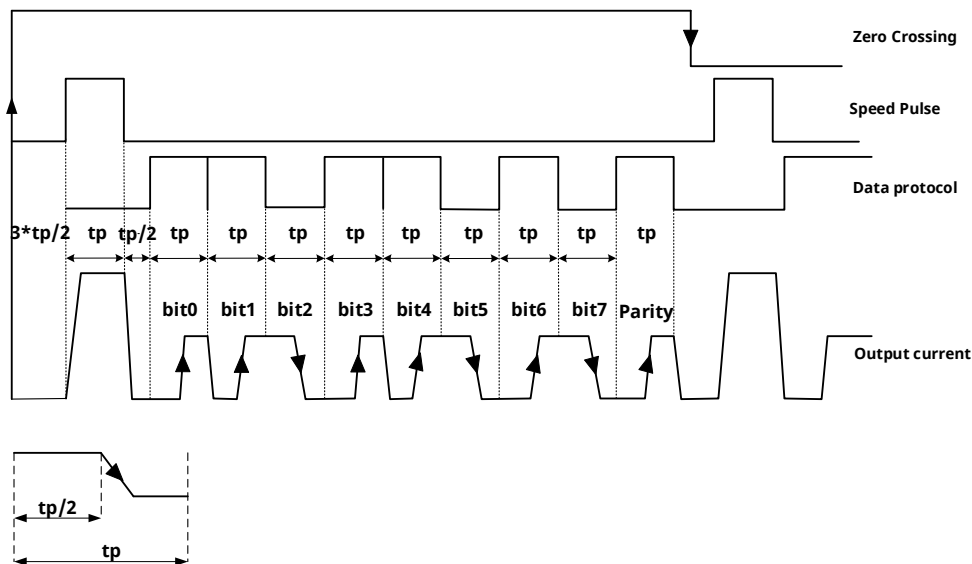 Zero Crossing
Speed Pulse
Data protocol
3*tp/2 tp tp/2 tp tp tp tp tp tp tp tp tp
bit0 bit1 bit2 bit3 bit4 bit5 bit6 bit7 Parity
Output current
tp/2
tp